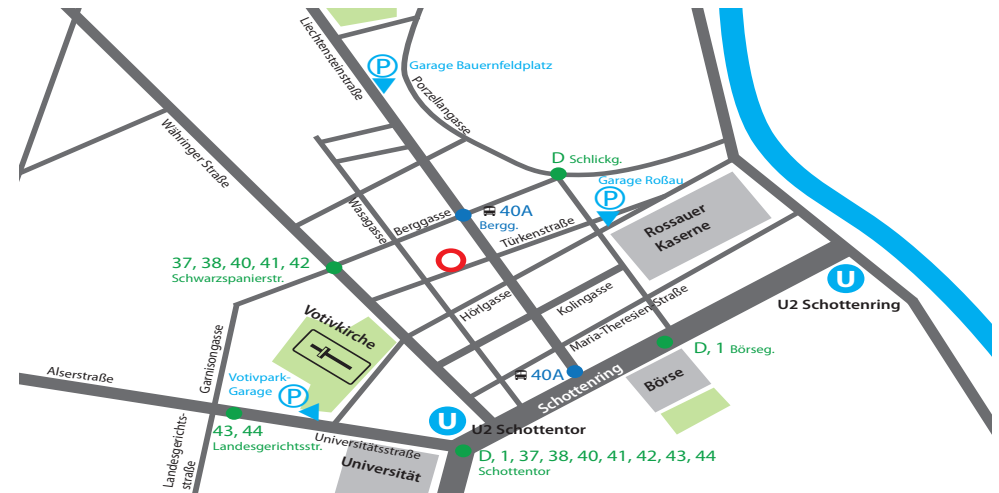 Liechtensteinstraße
P Garage Bauernfeldplatz
Porzellangasse
Währinger Straße
D Schlickg.
Garage Roßau
P
Wasagasse
Berggasse
40A
Bergg.
Türkenstraße
Rossauer
Kaserne
37, 38, 40, 41, 42
Schwarzspanierstr.
U
U2 Schottenring
Hörlgasse
Kolingasse
Maria-Theresien-Straße
Votivkirche
Garnisongasse
D, 1 Börseg.
Alserstraße
Votivpark-
Garage
P
40A
Schottenring
Börse
Landesgerichts-
straße
43, 44
Landesgerichtsstr.
Universitätsstraße
U
U2 Schottentor
Universität
D, 1, 37, 38, 40, 41, 42, 43, 44
Schottentor